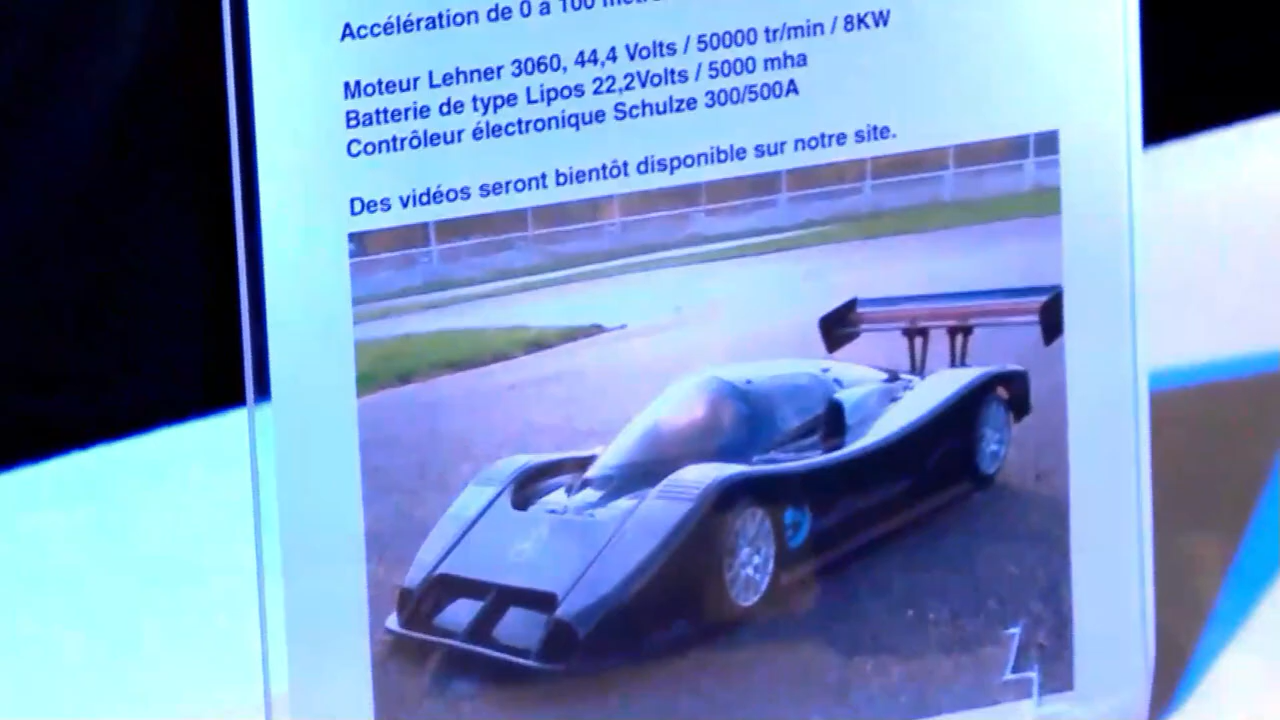 Accélération de 0 à 100
Moteur Lehner 3060, 44,4 Volts / 50000 tr/min / 8KW
Batterie de type Lipos 22,2Volts / 5000 mha
Contrôleur électronique Schulze 300/500A
Des vidéos seront bientôt disponible sur notre site.